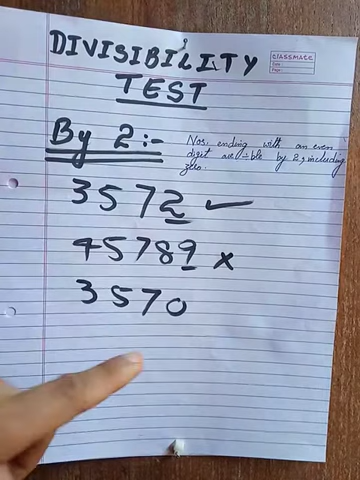 DIVISIBILITY
TEST
CLASSMATE
Date
Page
By 2:-
Nos. ending with an even
digit are ÷ble by 2, including
zero.
3572 ✓
45789 x
3570